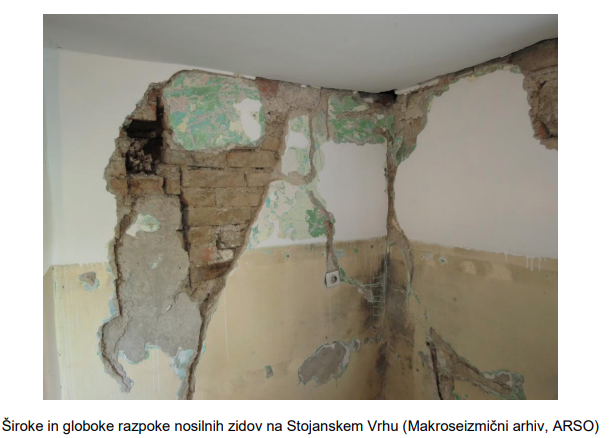 Široke in globoke razpoke nosilnih zidov na Stojanskem Vrhu (Makroseizmični arhiv, ARSO)